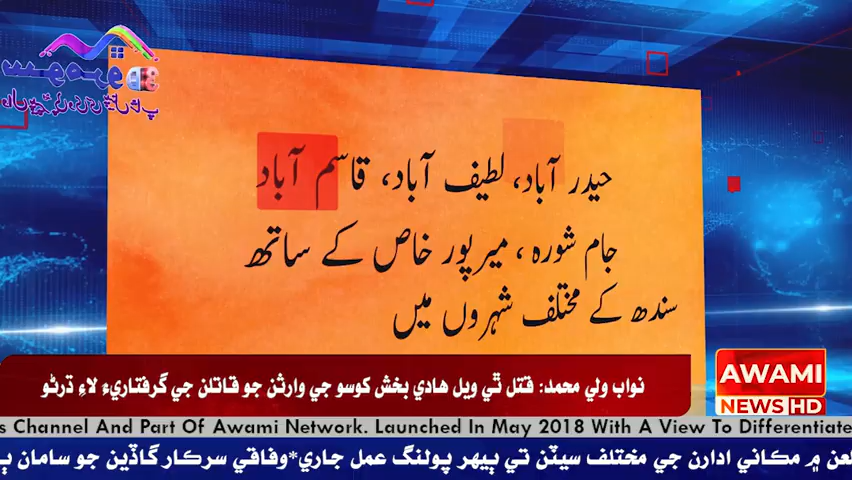 حیدر آباد، لطیف آباد، قاسم آباد
جام شورہ ، میرپور خاص کے ساتھ
سندھ کے مختلف شہروں میں
نواب ولي محمد: قتل ٿي ويل هادي بخش کوسو جي وارثن جو قاتلن جي گرفتاريءَ لاءِ ڌرڻو
AWAMI
NEWS HD
s Channel And Part Of Awami Network. Launched In May 2018 With A View To Differentiate
لعن ۾ مڪاني ادارن جي مختلف سيٽن تي ٻيهر پولنگ عمل جاري*وفاقي سرڪار گاڏين جو سامان